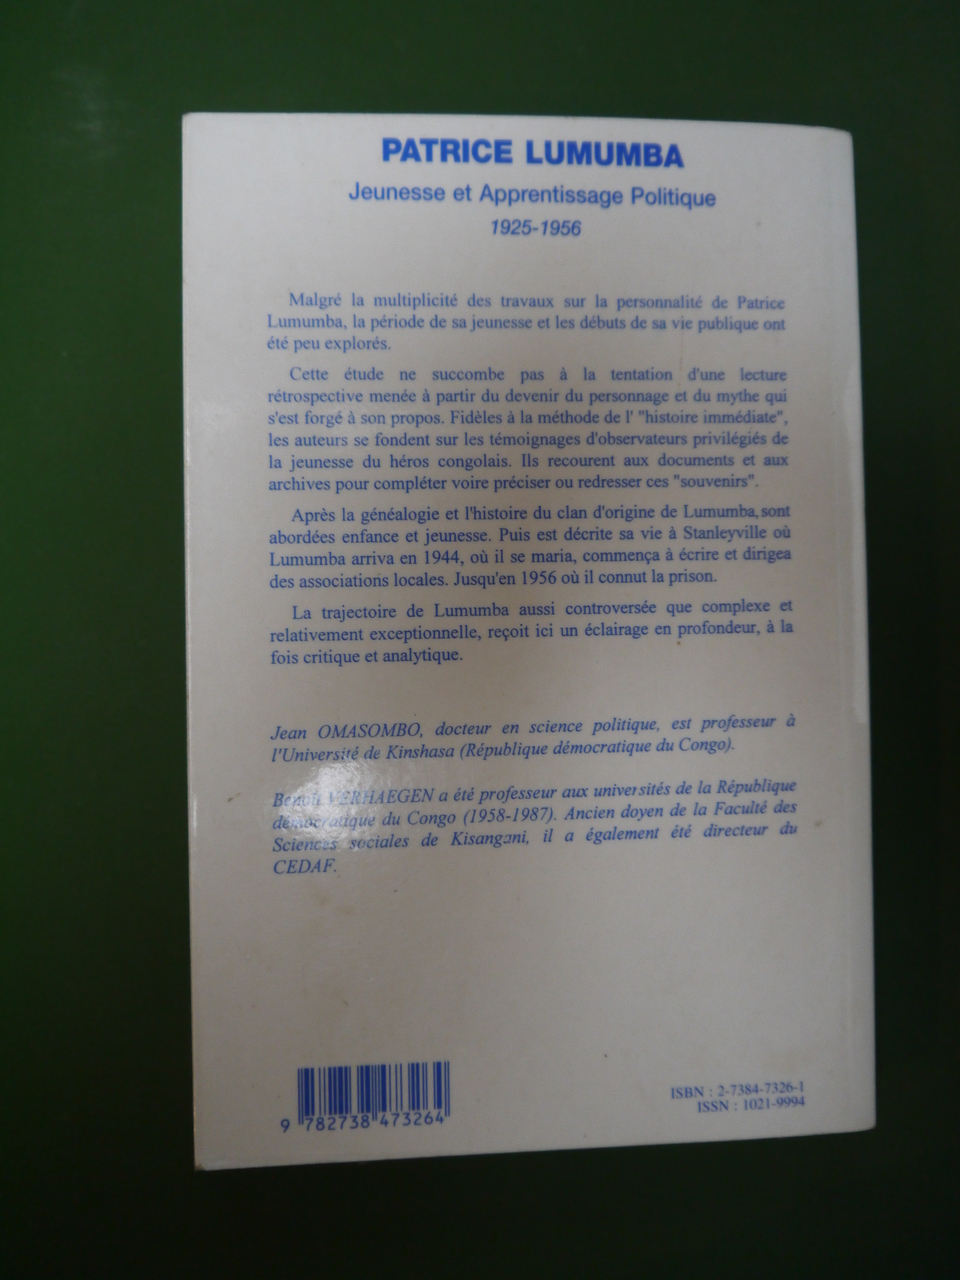 PATRICE LUMUMBA
Jeunesse et Apprentissage Politique
1925-1956
Malgré la multiplicité des travaux sur la personnalité de Patrice
Lumumba, la période de sa jeunesse et les débuts de sa vie publique ont
été peu explorés.
Cette étude ne succombe pas à la tentation d'une lecture
rétrospective menée à partir du devenir du personnage et du mythe qui
s'est forgé à son propos. Fidèles à la méthode de l' "histoire immédiate",
les auteurs se fondent sur les témoignages d'observateurs privilégiés de
la jeunesse du héros congolais. Ils recourent aux documents et aux
archives pour compléter voire préciser ou redresser ces "souvenirs".
Après la généalogie et l'histoire du clan d'origine de Lumumba, sont
abordées enfance et jeunesse. Puis est décrite sa vie à Stanleyville où
Lumumba arriva en 1944, où il se maria, commença à écrire et dirigea
des associations locales. Jusqu'en 1956 où il connut la prison.
La trajectoire de Lumumba aussi controversée que complexe et
relativement exceptionnelle, reçoit ici un éclairage en profondeur, à la
fois critique et analytique.
Jean OMASOMBO, docteur en science politique, est professeur à
l'Université de Kinshasa (République démocratique du Congo).
Benoît VERHAEGEN a été professeur aux universités de la République
démocratique du Congo (1958-1987). Ancien doyen de la Faculté des
Sciences sociales de Kisangani, il a également été directeur du
CEDAF.
9 782738 473264
ISBN : 2-7384-7326-1
ISSN : 1021-9994